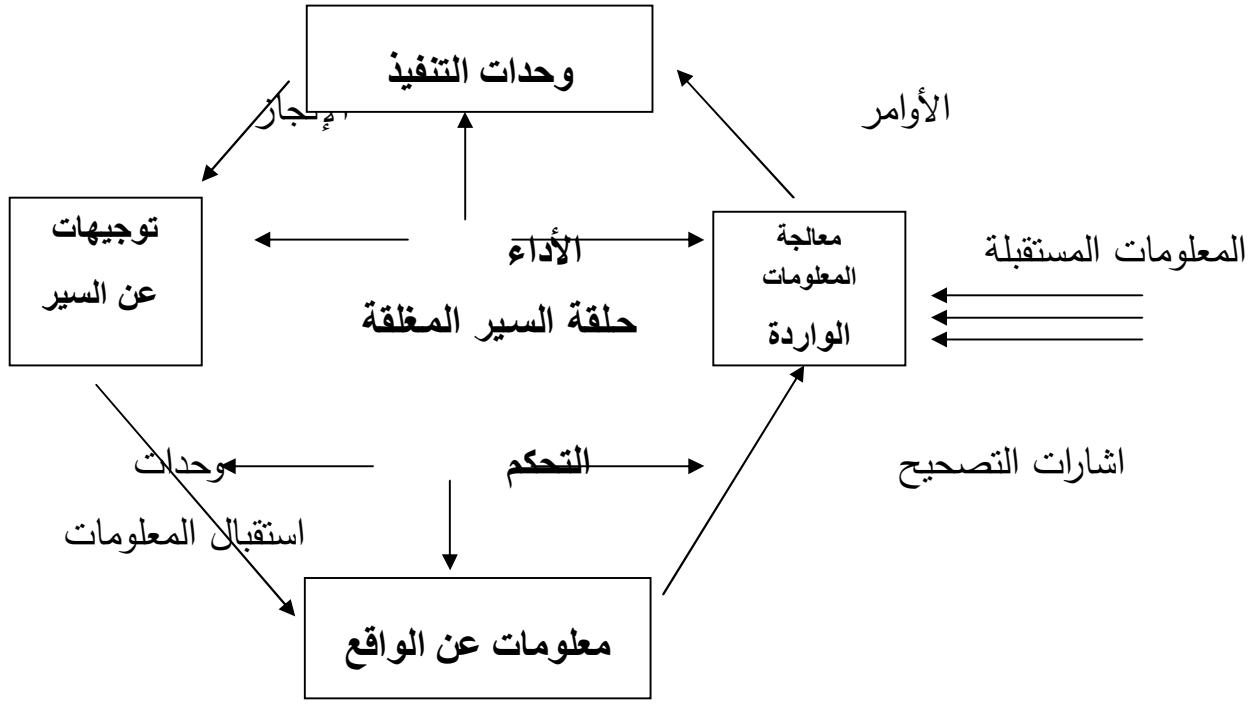 وحدات التنفيذ
الأوامر
الإنجاز
توجيهات
عن السير
الأداء
حلقة السير المغلقة
معالجة
المعلومات
الواردة
المعلومات المستقبلة
وحدات
استقبال المعلومات
التحكم
اشارات التصحيح
معلومات عن الواقع